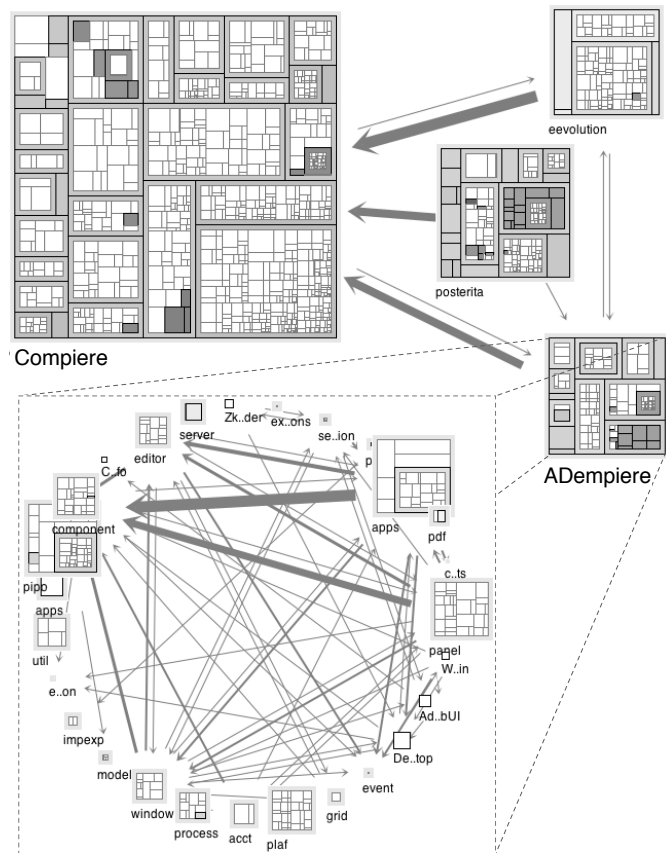 eevolution
posterita
Compiere
ADempiere
Zk..der
ex..ons
server
se..ion
editor
p
C..fo
apps
component
pdf
c..ts
pipo
apps
panel
util
W..in
e..on
Ad..bUI
impexp
De..top
model
event
window
grid
process
acct
plaf